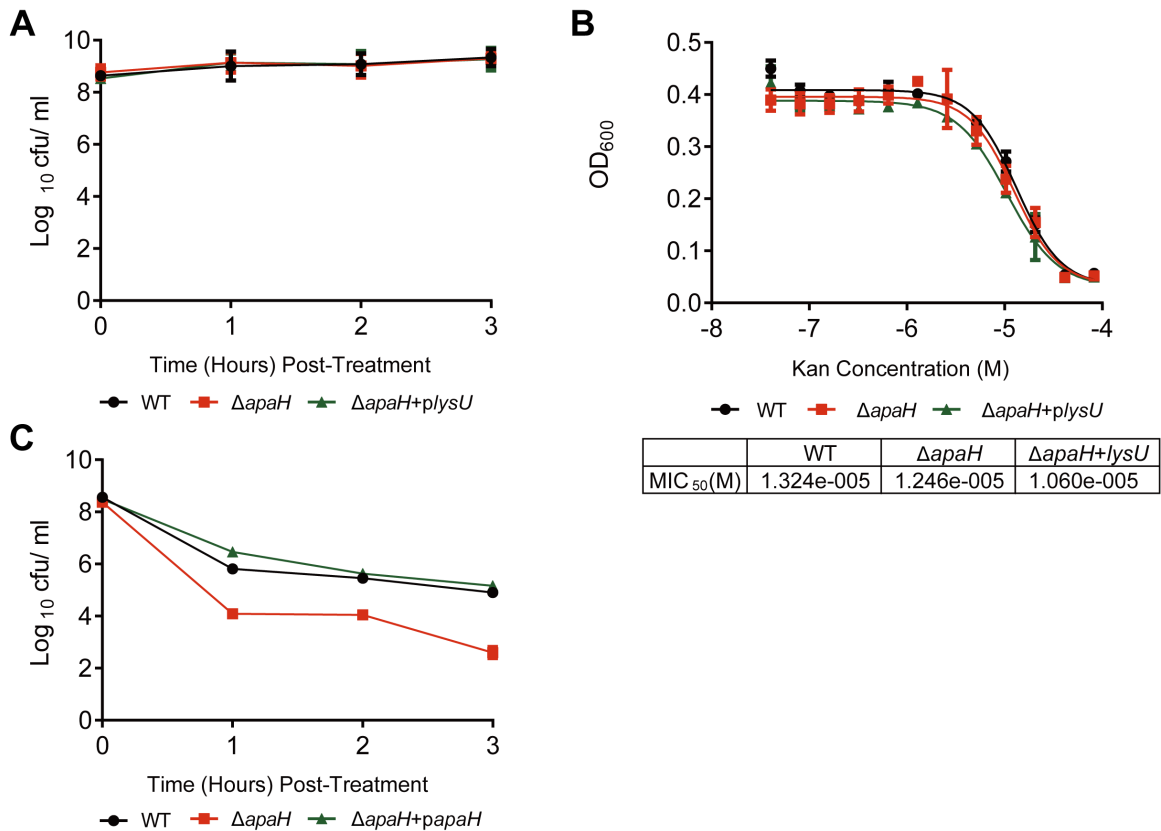 A
10
8
6
4
2
0
Log 10 cfu/ ml
0 1 2 3
Time (Hours) Post-Treatment
WT ΔapaH ΔapaH+plysU
B
0.5
0.4
0.3
0.2
0.1
0.0
OD600
-8 -7 -6 -5 -4
Kan Concentration (M)
WT ΔapaH ΔapaH+plysU
WT ΔapaH ΔapaH+lysU
MIC 50(M) 1.324e-005 1.246e-005 1.060e-005
C
10
8
6
4
2
0
Log 10 cfu/ ml
0 1 2 3
Time (Hours) Post-Treatment
WT ΔapaH ΔapaH+papaH